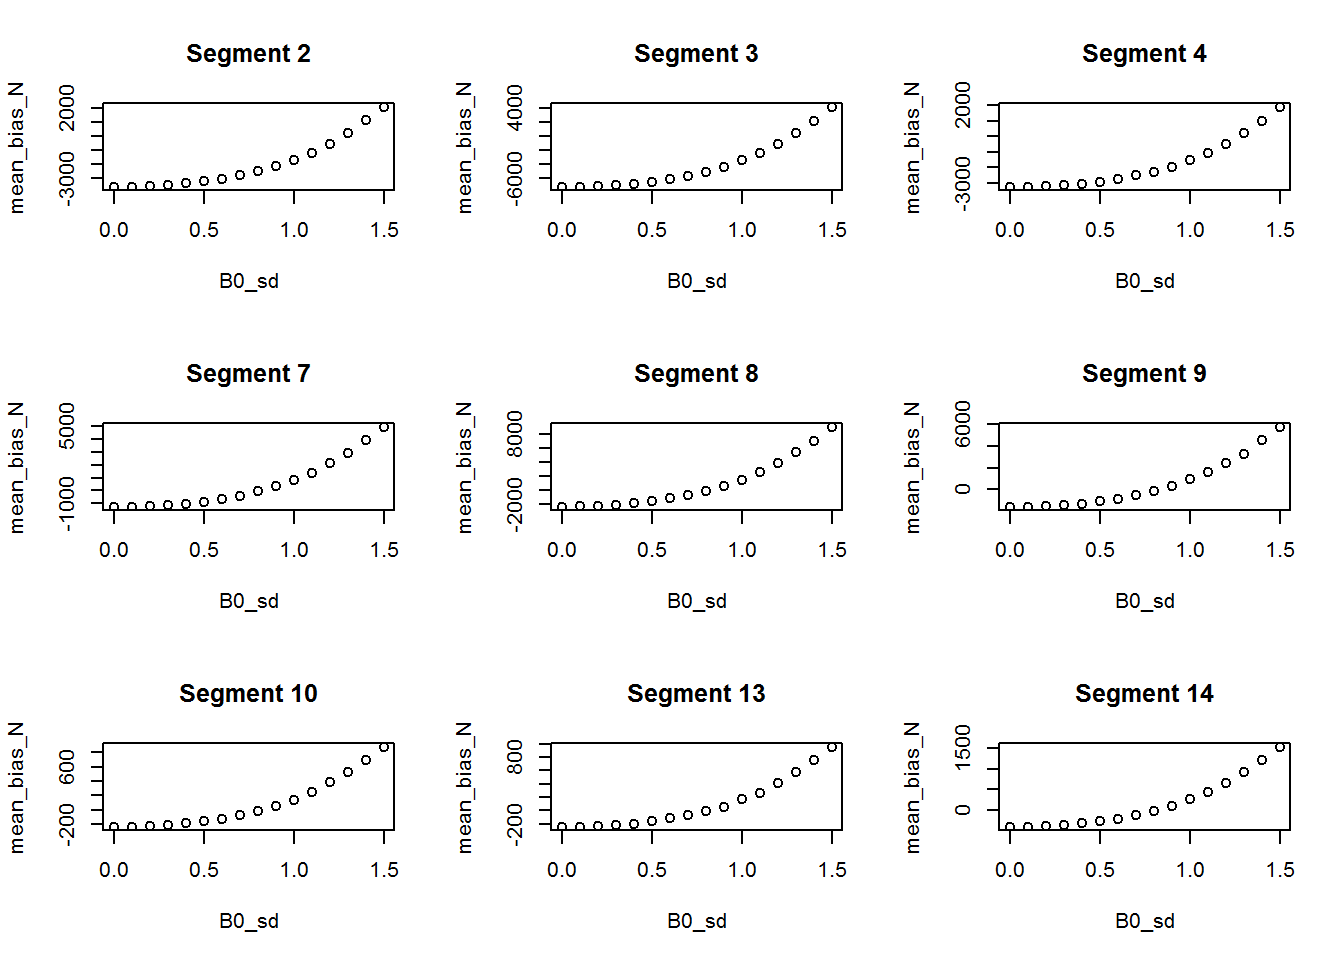 Segment 2
mean_bias_N
-3000 2000
0.0 0.5 1.0 1.5
B0_sd
Segment 3
mean_bias_N
-6000 4000
0.0 0.5 1.0 1.5
B0_sd
Segment 4
mean_bias_N
-3000 2000
0.0 0.5 1.0 1.5
B0_sd
Segment 7
mean_bias_N
-1000 5000
0.0 0.5 1.0 1.5
B0_sd
Segment 8
mean_bias_N
-2000 8000
0.0 0.5 1.0 1.5
B0_sd
Segment 9
mean_bias_N
0 6000
0.0 0.5 1.0 1.5
B0_sd
Segment 10
mean_bias_N
-200 600
0.0 0.5 1.0 1.5
B0_sd
Segment 13
mean_bias_N
-200 800
0.0 0.5 1.0 1.5
B0_sd
Segment 14
mean_bias_N
0 1500
0.0 0.5 1.0 1.5
B0_sd